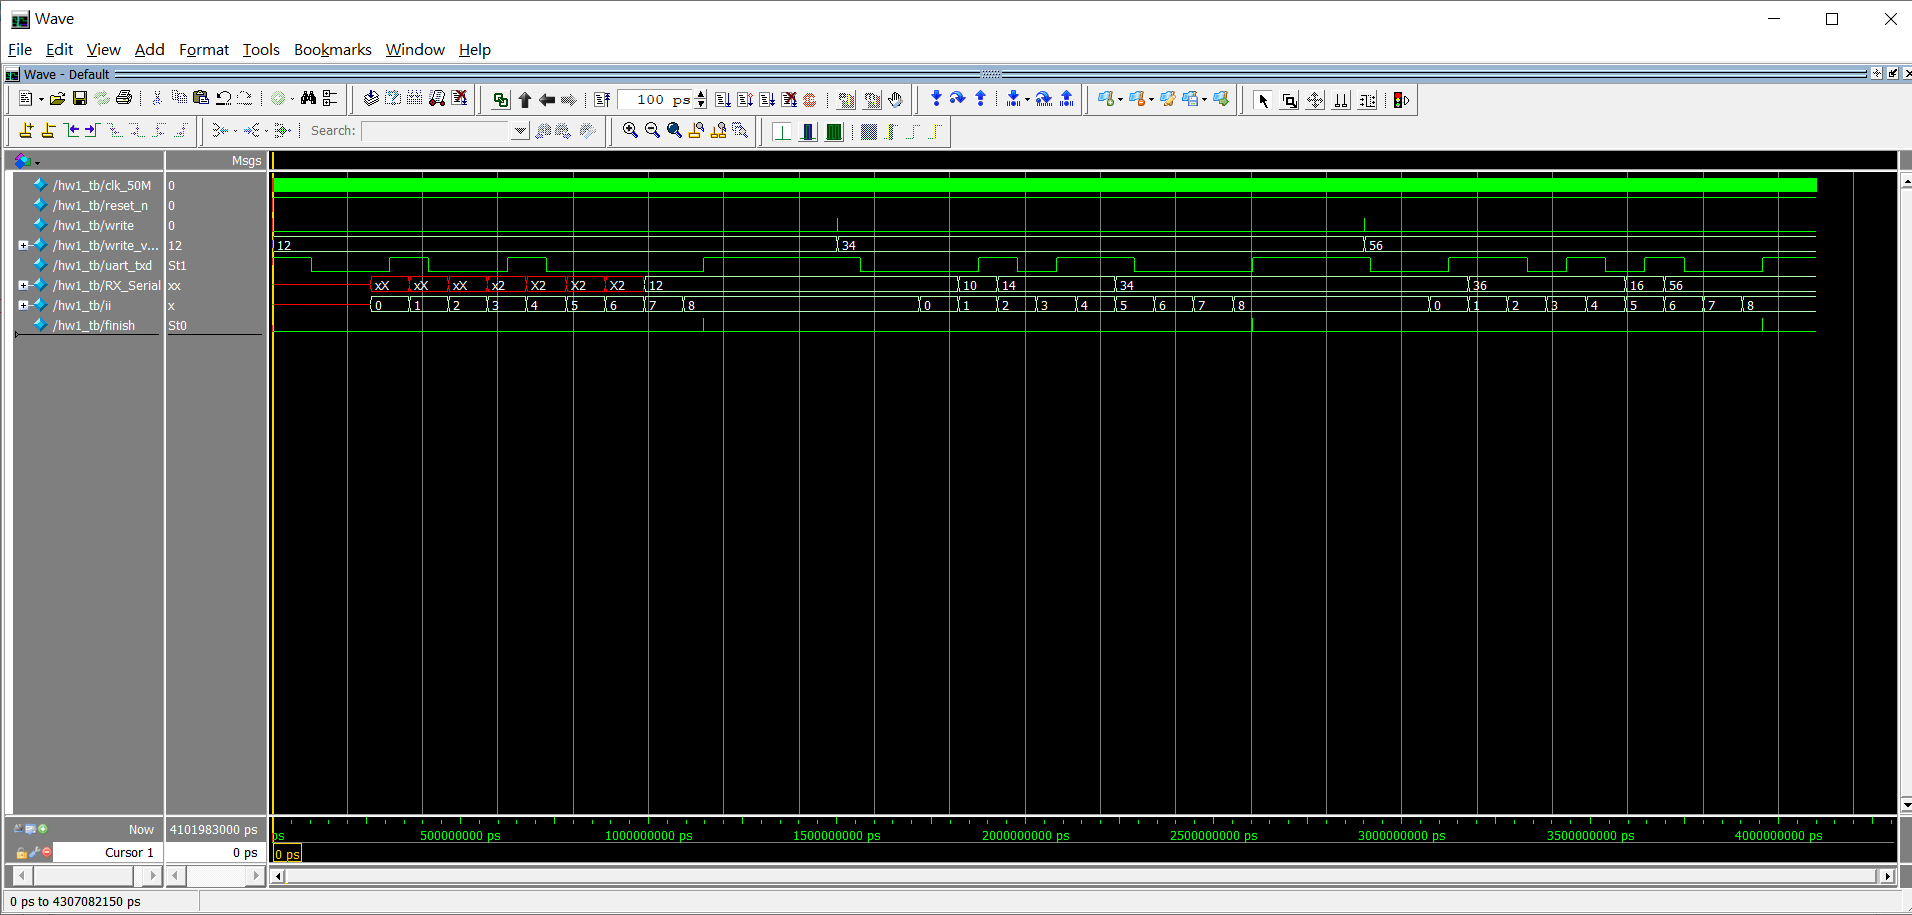 Wave
File Edit View Add Format Tools Bookmarks Window Help
Wave - Default
100 ps
Search:
Msgs
/hw1_tb/clk_50M 0
/hw1_tb/reset_n 0
/hw1_tb/write 0
/hw1_tb/write_v... 12 12 34 56
/hw1_tb/uart_txd St1
/hw1_tb/RX_Serial xx xX xX xX x2 X2 X2 X2 12 10 14 34 36 16 56
/hw1_tb/ii x 0 1 2 3 4 5 6 7 8 0 1 2 3 4 5 6 7 8 0 1 2 3 4 5 6 7 8
/hw1_tb/finish St0
Now 4101983000 ps ps 500000000 ps 1000000000 ps 1500000000 ps 2000000000 ps 2500000000 ps 3000000000 ps 3500000000 ps 4000000000 ps
Cursor 1 0 ps 0 ps
0 ps to 4307082150 ps